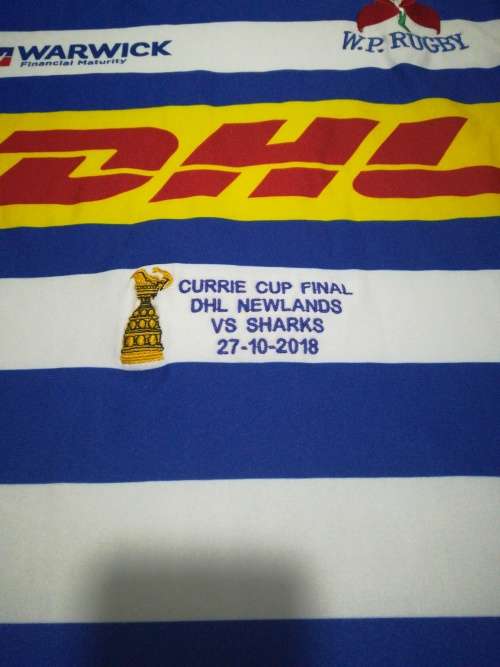 WARWICK
Financial Maturity
W.P. RUGBY
DHL
CURRIE CUP FINAL
DHL NEWLANDS
VS SHARKS
27-10-2018